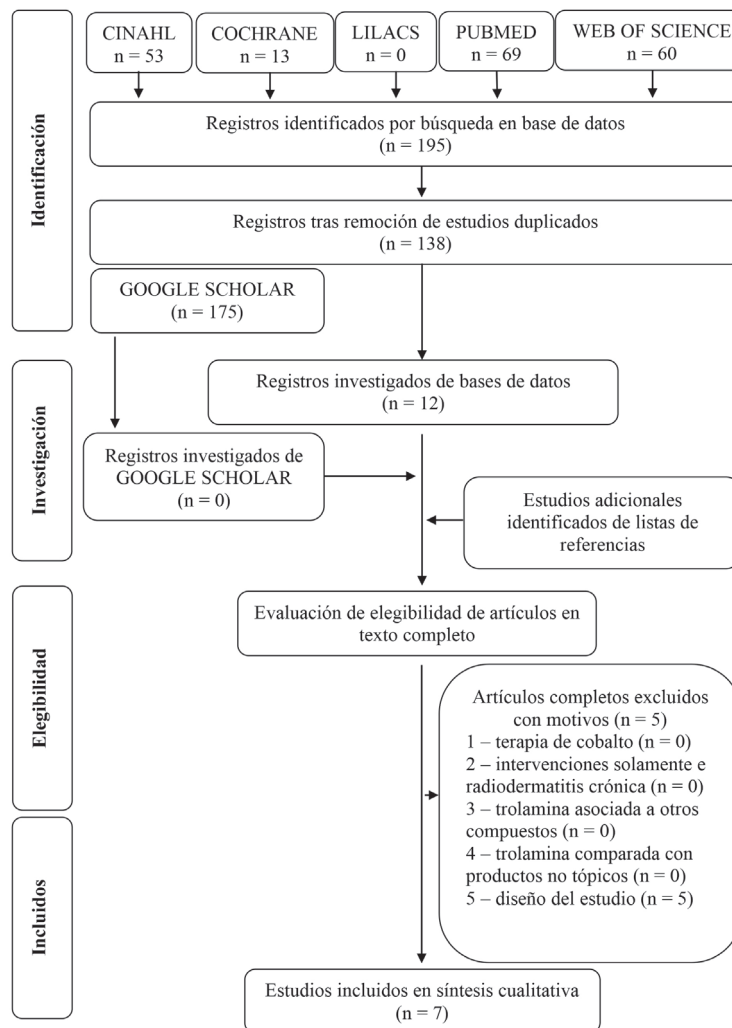 CINAHL
n = 53
COCHRANE
n = 13
LILACS
n = 0
PUBMED
n = 69
WEB OF SCIENCE
n = 60
Identificación
Registros identificados por búsqueda en base de datos
(n = 195)
Registros tras remoción de estudios duplicados
(n = 138)
GOOGLE SCHOLAR
(n = 175)
Investigación
Registros investigados de bases de datos
(n = 12)
Registros investigados de
GOOGLE SCHOLAR
(n = 0)
Estudios adicionales
identificados de listas de
referencias
Elegibilidad
Evaluación de elegibilidad de artículos en
texto completo
Artículos completos excluidos
con motivos (n = 5)
1 – terapia de cobalto (n = 0)
2 – intervenciones solamente e
radiodermatitis crónica (n = 0)
3 – trolamina asociada a otros
compuestos (n = 0)
4 – trolamina comparada con
productos no tópicos (n = 0)
5 – diseño del estudio (n = 5)
Incluidos
Estudios incluidos en síntesis cualitativa
(n = 7)